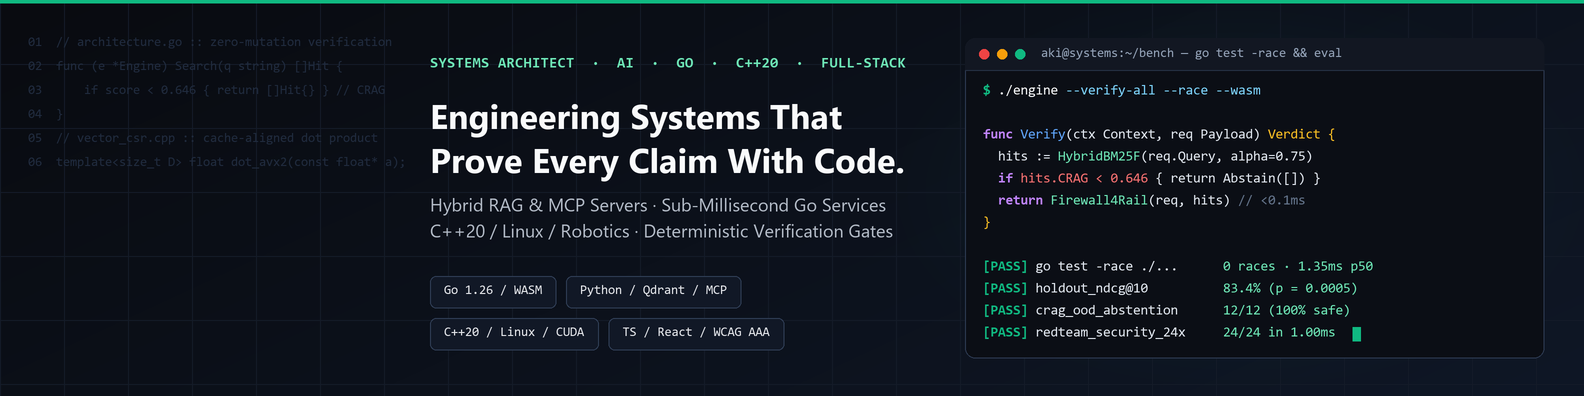 01 // architecture.go :: zero-mutation verification
02 func (e *Engine) Search(q string) []Hit {
03 if score < 0.646 { return []Hit{} } // CRAG
04 }
05 // vector_csr.cpp :: cache-aligned dot product
06 template<size_t D> float dot_avx2(const float* a);
SYSTEMS ARCHITECT · AI · GO · C++20 · FULL-STACK
Engineering Systems That
Prove Every Claim With Code.
Hybrid RAG & MCP Servers · Sub-Millisecond Go Services
C++20 / Linux / Robotics · Deterministic Verification Gates
Go 1.26 / WASM
Python / Qdrant / MCP
C++20 / Linux / CUDA
TS / React / WCAG AAA
aki@systems:~/bench — go test -race && eval
$ ./engine --verify-all --race --wasm
func Verify(ctx Context, req Payload) Verdict {
hits := HybridBM25F(req.Query, alpha=0.75)
if hits.CRAG < 0.646 { return Abstain([]) }
return Firewall4Rail(req, hits) // <0.1ms
}
[PASS] go test -race ./... 0 races · 1.35ms p50
[PASS] holdout_ndcg@10 83.4% (p = 0.0005)
[PASS] crag_ood_abstention 12/12 (100% safe)
[PASS] redteam_security_24x 24/24 in 1.00ms